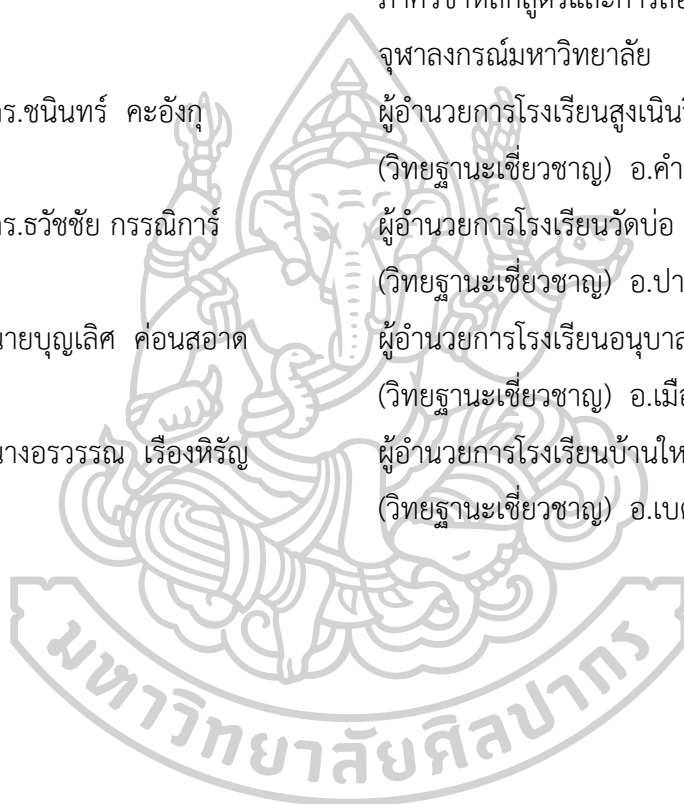 จุฬาลงกรณ์มหาวิทยาลัย
ดร.ชนินทร์ คะอังกุ ผู้อำนวยการโรงเรียนสูงเนิน
(วิทยฐานะเชี่ยวชาญ) อ.คำ
ดร.ธวัชชัย กรรณิการ์ ผู้อำนวยการโรงเรียนวัดบ่อ
(วิทยฐานะเชี่ยวชาญ) อ.ปา
นายบุญเลิศ ค่อนสอาด ผู้อำนวยการโรงเรียนอนุบาล
(วิทยฐานะเชี่ยวชาญ) อ.เมือ
นางอรวรรณ เรืองหิรัญ ผู้อำนวยการโรงเรียนบ้านให
(วิทยฐานะเชี่ยวชาญ) อ.เบต
มหาวิทยาลัยศิลปากร